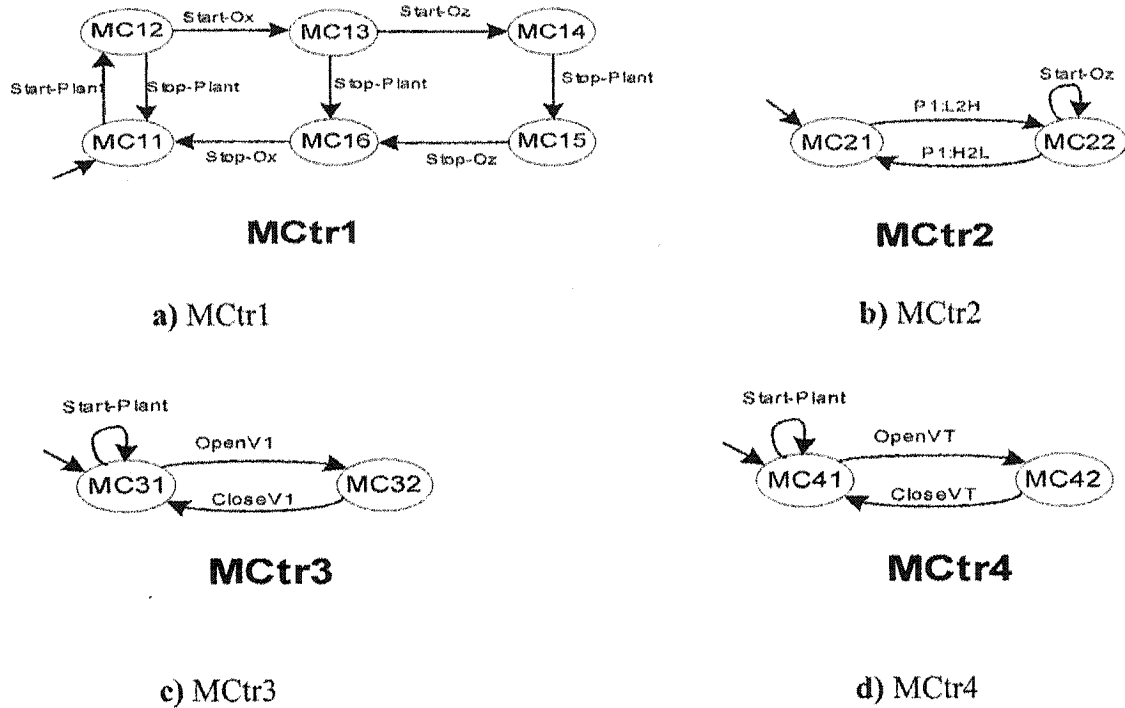 Start-Ox
Start-Oz
MC12
MC13
MC14
Start-Plant
Stop-Plant
Stop-Plant
Stop-Plant
MC11
MC16
MC15
Stop-Ox
Stop-Oz
MCtr1
a) MCtr1
Start-Oz
P1:L2H
MC21
MC22
P1:H2L
MCtr2
b) MCtr2
Start-Plant
OpenV1
MC31
MC32
CloseV1
MCtr3
c) MCtr3
Start-Plant
OpenVT
MC41
MC42
CloseVT
MCtr4
d) MCtr4